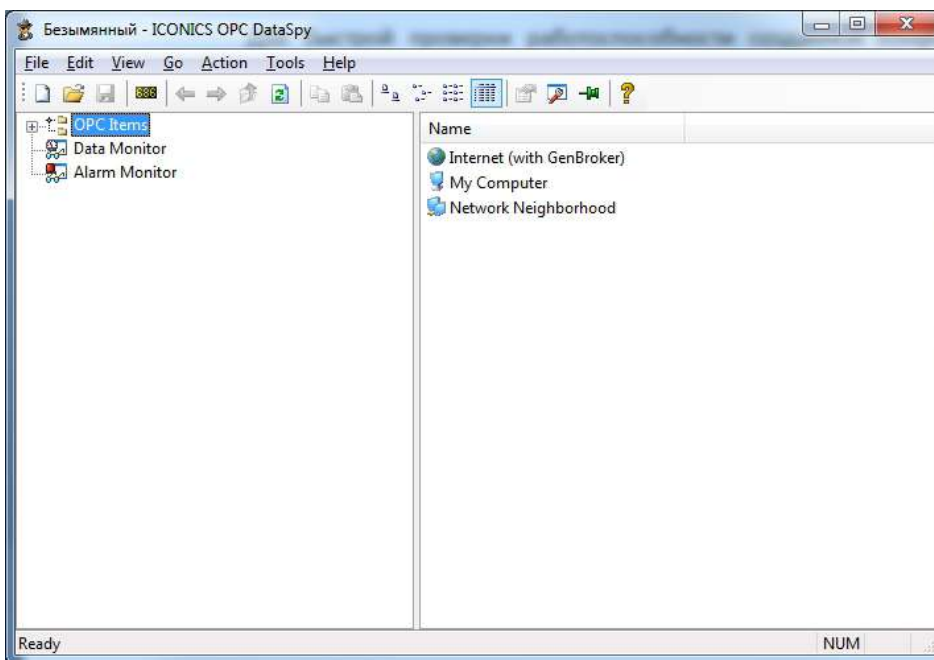 Безымянный - ICONICS OPC DataSpy
File Edit View Go Action Tools Help
OPC Items
Data Monitor
Alarm Monitor
Name
Internet (with GenBroker)
My Computer
Network Neighborhood
Ready
NUM